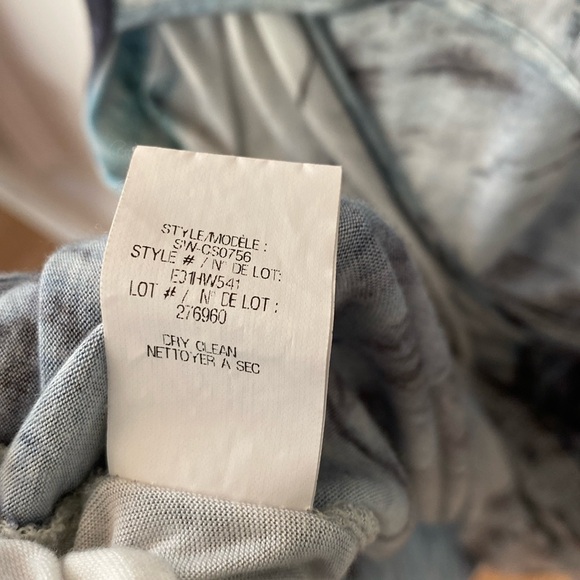 STYLE/MODÈLE :
SW-CS0756
STYLE # / N° DE LOT:
E31HW541
LOT # / N° DE LOT :
276960
DRY CLEAN
NETTOYER A SEC